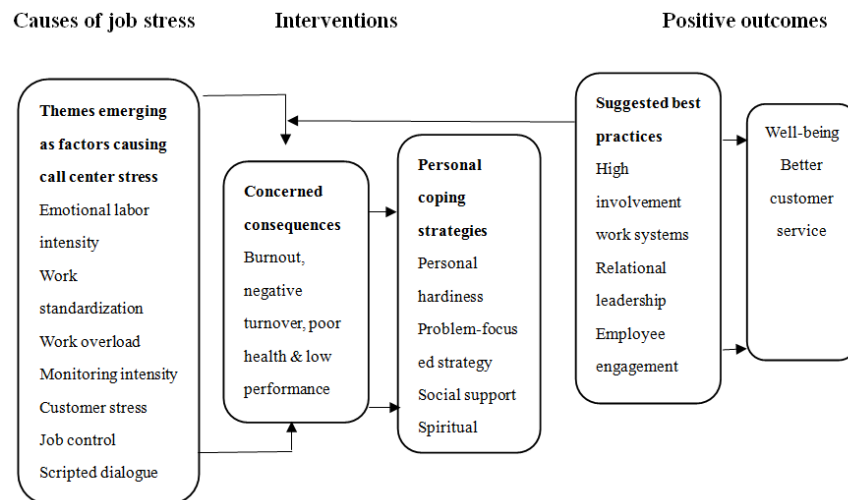 Causes of job stress
Interventions
Positive outcomes
Themes emerging
as factors causing
call center stress
Emotional labor
intensity
Work
standardization
Work overload
Monitoring intensity
Customer stress
Job control
Scripted dialogue
Concerned
consequences
Burnout,
negative
turnover, poor
health & low
performance
Personal
coping
strategies
Personal
hardiness
Problem-focus
ed strategy
Social support
Spiritual
Suggested best
practices
High
involvement
work systems
Relational
leadership
Employee
engagement
Well-being
Better
customer
service